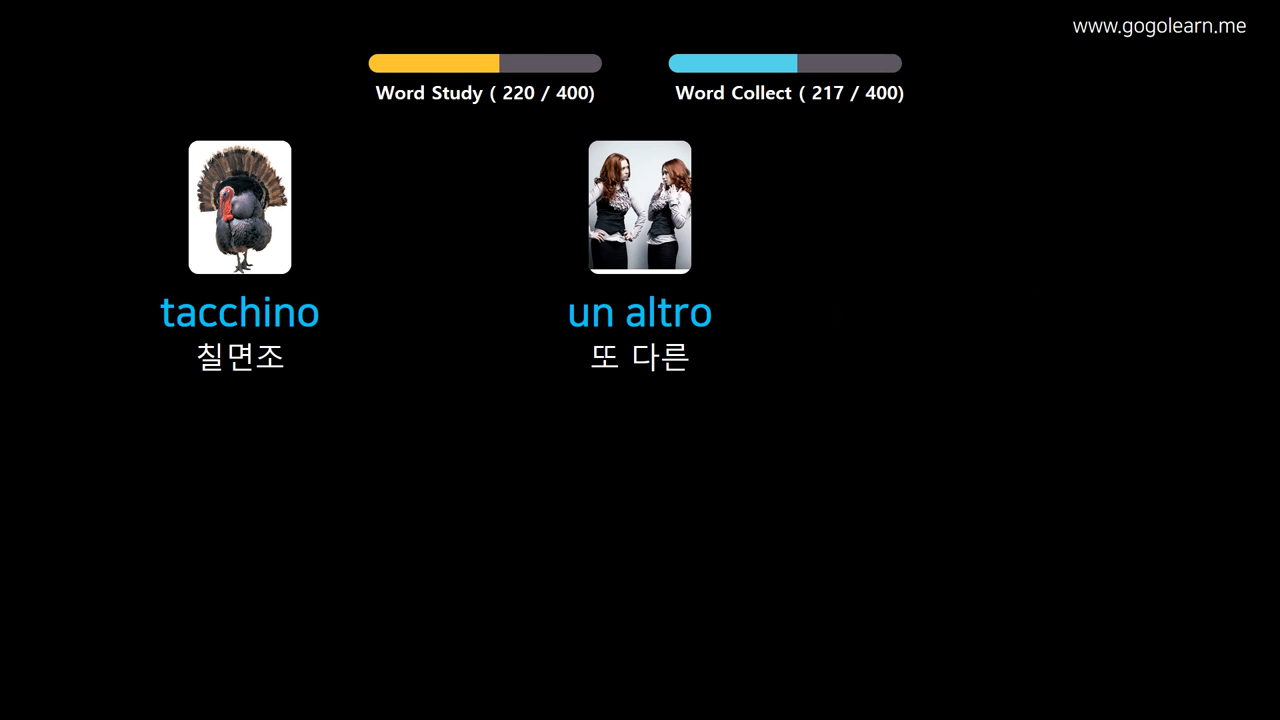 www.gogolearn.me
Word Study ( 220 / 400)
Word Collect ( 217 / 400)
tacchino
칠면조
un altro
또 다른